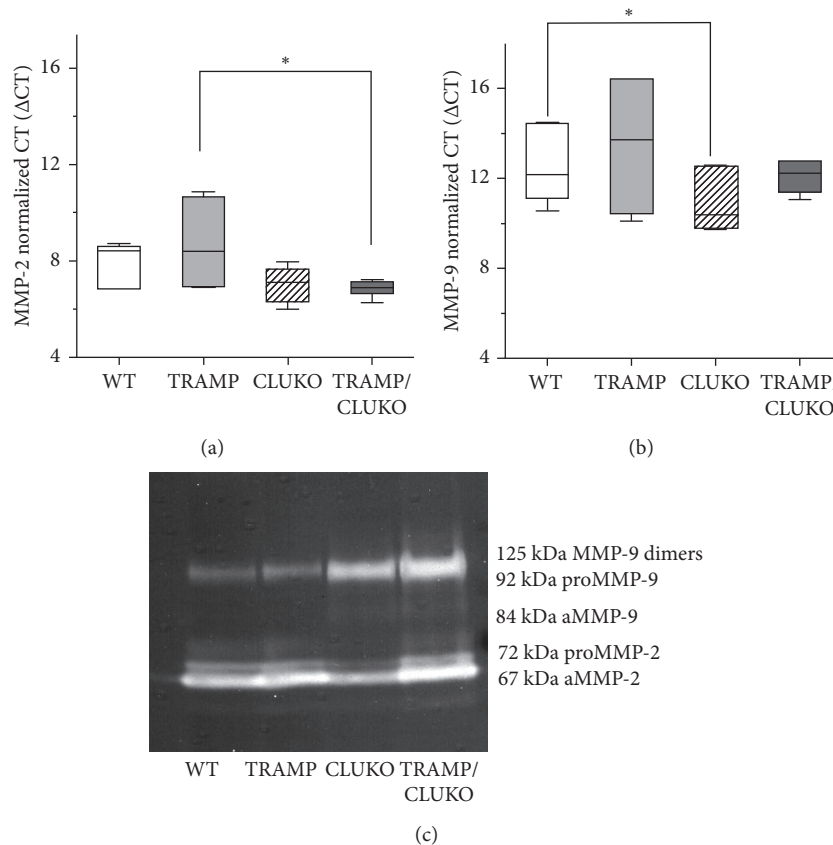 16
12
8
4
MMP-2 normalized CT (ΔCT)
*
WT
TRAMP
CLUKO
TRAMP/
CLUKO
(a)
16
12
8
4
MMP-9 normalized CT (ΔCT)
*
WT
TRAMP
CLUKO
TRAMP/
CLUKO
(b)
125 kDa MMP-9 dimers
92 kDa proMMP-9
84 kDa aMMP-9
72 kDa proMMP-2
67 kDa aMMP-2
WT
TRAMP
CLUKO
TRAMP/
CLUKO
(c)